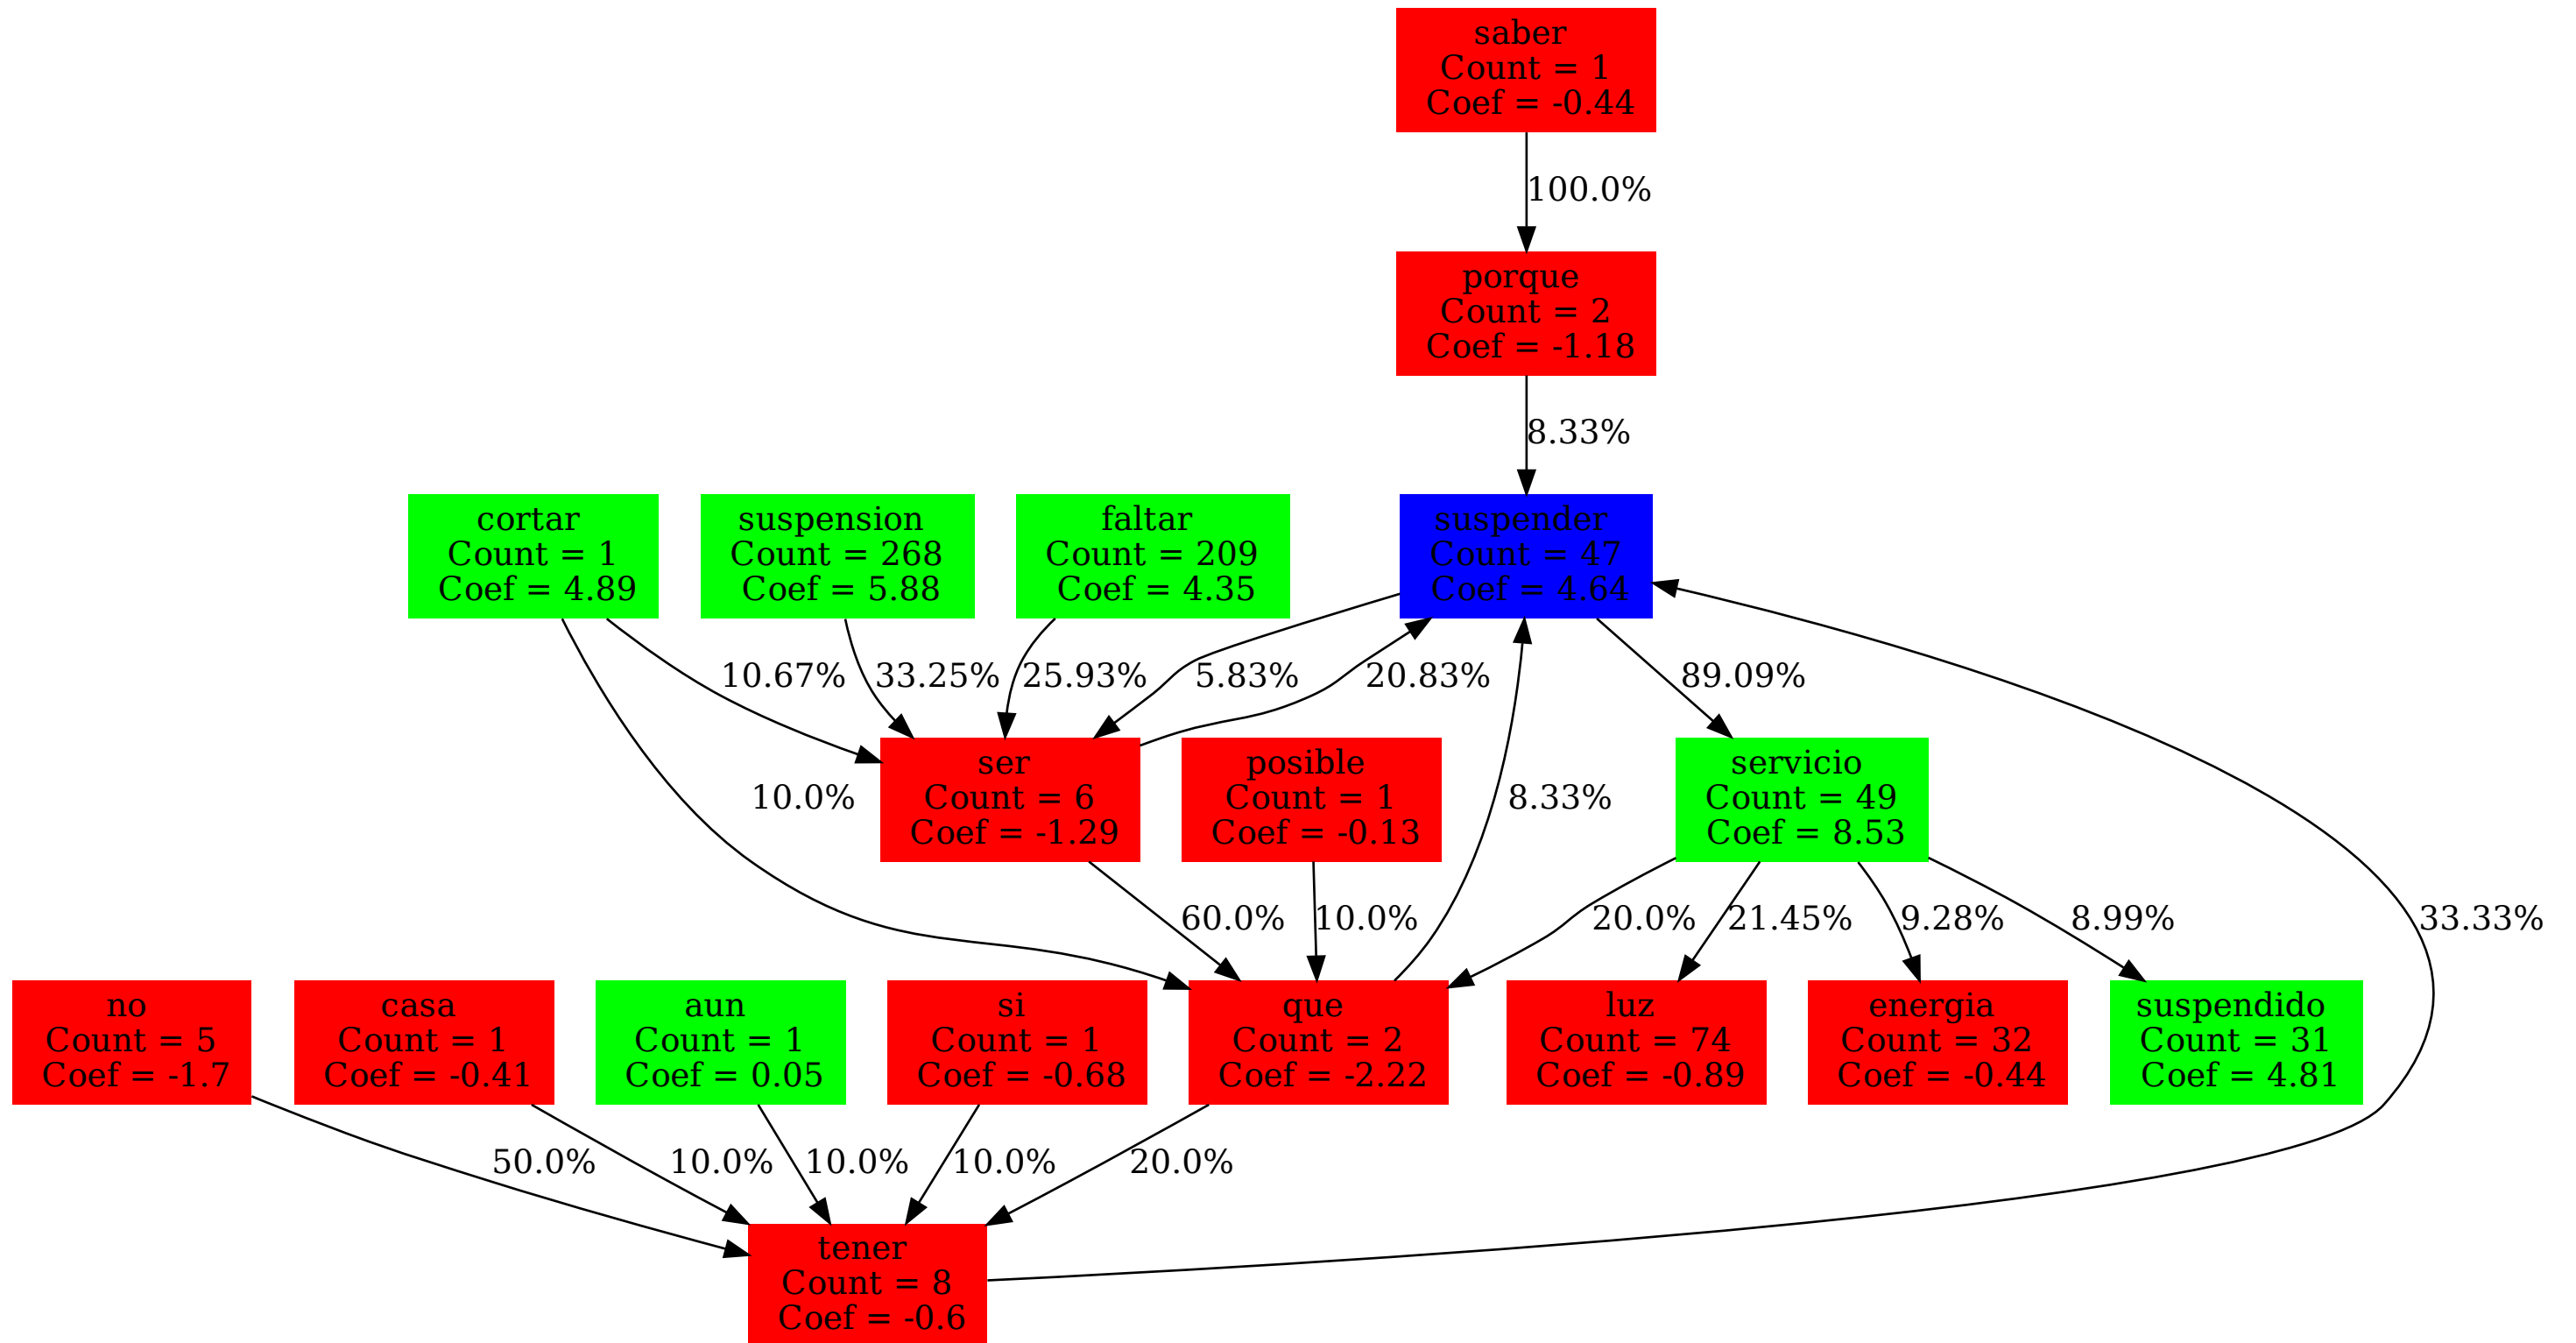 saber
Count = 1
Coef = -0.44
100.0%
porque
Count = 2
Coef = -1.18
8.33%
cortar
Count = 1
Coef = 4.89
suspension
Count = 268
Coef = 5.88
faltar
Count = 209
Coef = 4.35
suspender
Count = 47
Coef = 4.64
10.67%
33.25%
25.93%
5.83%
20.83%
89.09%
10.0%
ser
Count = 6
Coef = -1.29
posible
Count = 1
Coef = -0.13
8.33%
servicio
Count = 49
Coef = 8.53
60.0%
10.0%
20.0%
21.45%
9.28%
8.99%
33.33%
no
Count = 5
Coef = -1.7
casa
Count = 1
Coef = -0.41
aun
Count = 1
Coef = 0.05
si
Count = 1
Coef = -0.68
que
Count = 2
Coef = -2.22
luz
Count = 74
Coef = -0.89
energia
Count = 32
Coef = -0.44
suspendido
Count = 31
Coef = 4.81
50.0%
10.0%
10.0%
10.0%
20.0%
tener
Count = 8
Coef = -0.6